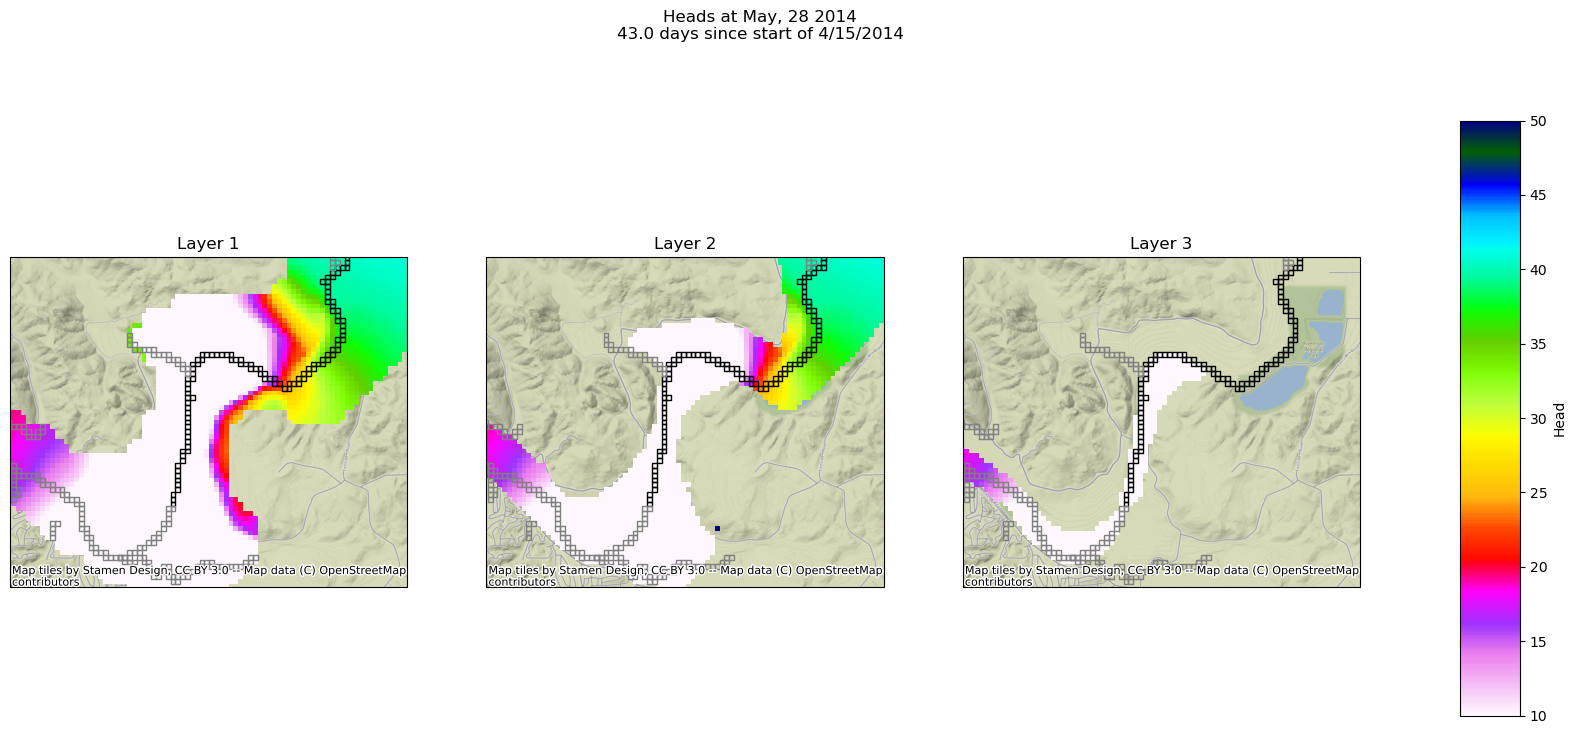 Heads at May, 28 2014
43.0 days since start of 4/15/2014
Layer 1
Layer 2
Layer 3
Map tiles by Stamen Design, CC BY 3.0 -- Map data (C) OpenStreetMap
contributors
Map tiles by Stamen Design, CC BY 3.0 -- Map data (C) OpenStreetMap
contributors
Map tiles by Stamen Design, CC BY 3.0 -- Map data (C) OpenStreetMap
contributors
50
45
40
35
30
25
20
15
10
Head